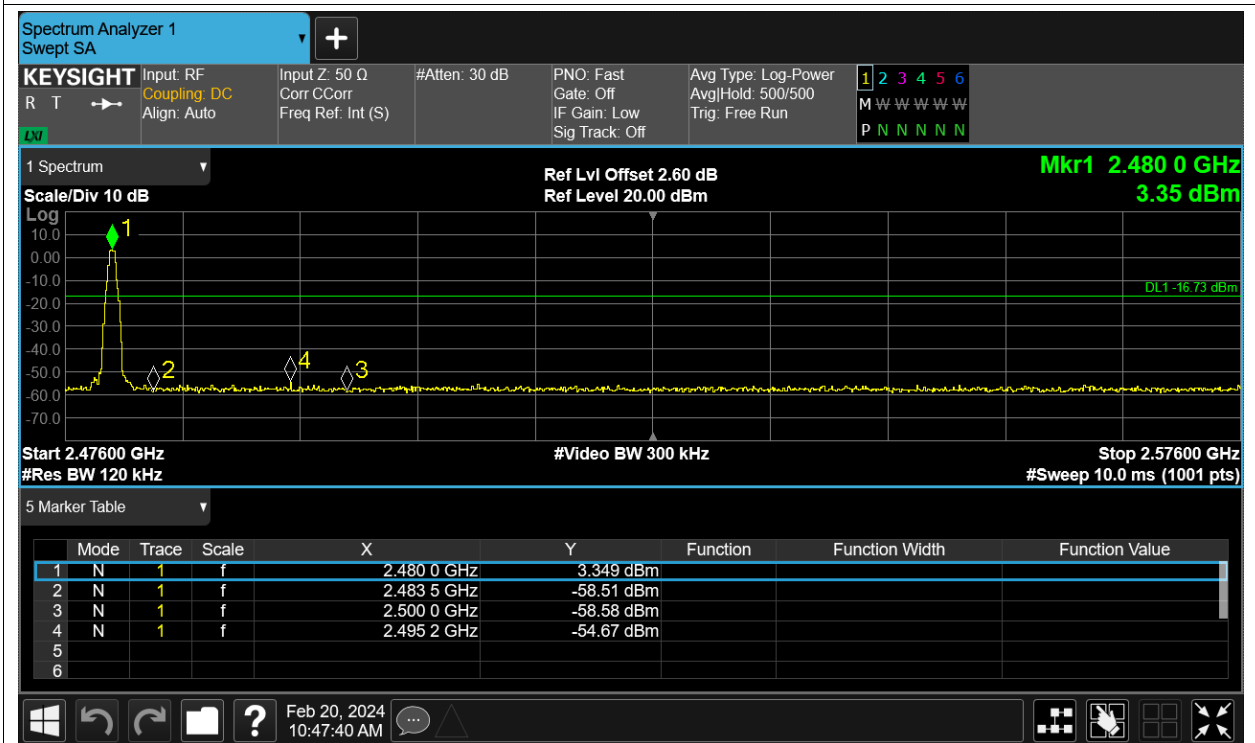 Spectrum Analyzer 1
Swept SA
KEYSIGHT Input: RF Input Z: 50 Ω #Atten: 30 dB PNO: Fast Avg Type: Log-Power 1 2 3 4 5 6
R T Coupling: DC Corr CCorr Gate: Off Avg|Hold: 500/500 M W W W W W
Align: Auto Freq Ref: Int (S) IF Gain: Low Trig: Free Run
LXI Sig Track: Off P N N N N N
1 Spectrum Ref Lvl Offset 2.60 dB Mkr1 2.480 0 GHz
Scale/Div 10 dB Ref Level 20.00 dBm 3.35 dBm
Log
1
10.0
0.00
-10.0
DL1 -16.73 dBm
-20.0
-30.0
-40.0
2 4 3
-50.0
-60.0
-70.0
Start 2.47600 GHz #Video BW 300 kHz Stop 2.57600 GHz
#Res BW 120 kHz #Sweep 10.0 ms (1001 pts)
5 Marker Table
Mode Trace Scale X Y Function Function Width Function Value
1 N 1 f 2.480 0 GHz 3.349 dBm
2 N 1 f 2.483 5 GHz -58.51 dBm
3 N 1 f 2.500 0 GHz -58.58 dBm
4 N 1 f 2.495 2 GHz -54.67 dBm
5
6
? Feb 20, 2024
10:47:40 AM